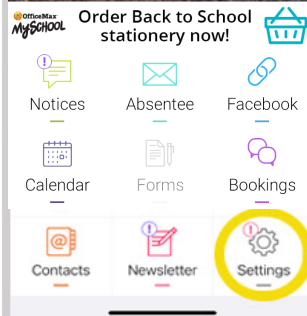 OfficeMax
MySCHOOL
Order Back to School
stationery now!
Notices Absentee Facebook
Calendar Forms Bookings
Contacts Newsletter Settings